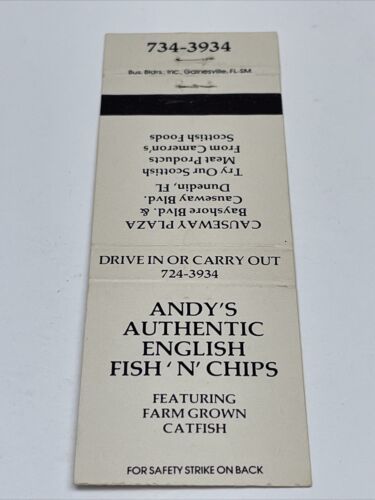 734-3934
Bus. Bldrs., Inc., Gainesville, FL-SM
CAUSEWAY PLAZA
Bayshore Blvd. &
Causeway Blvd.
Dunedin, FL
Try Our Scottish
Meat Products
From Cameron's
Scottish Foods
DRIVE IN OR CARRY OUT
724-3934
ANDY'S
AUTHENTIC
ENGLISH
FISH 'N' CHIPS
FEATURING
FARM GROWN
CATFISH
FOR SAFETY STRIKE ON BACK